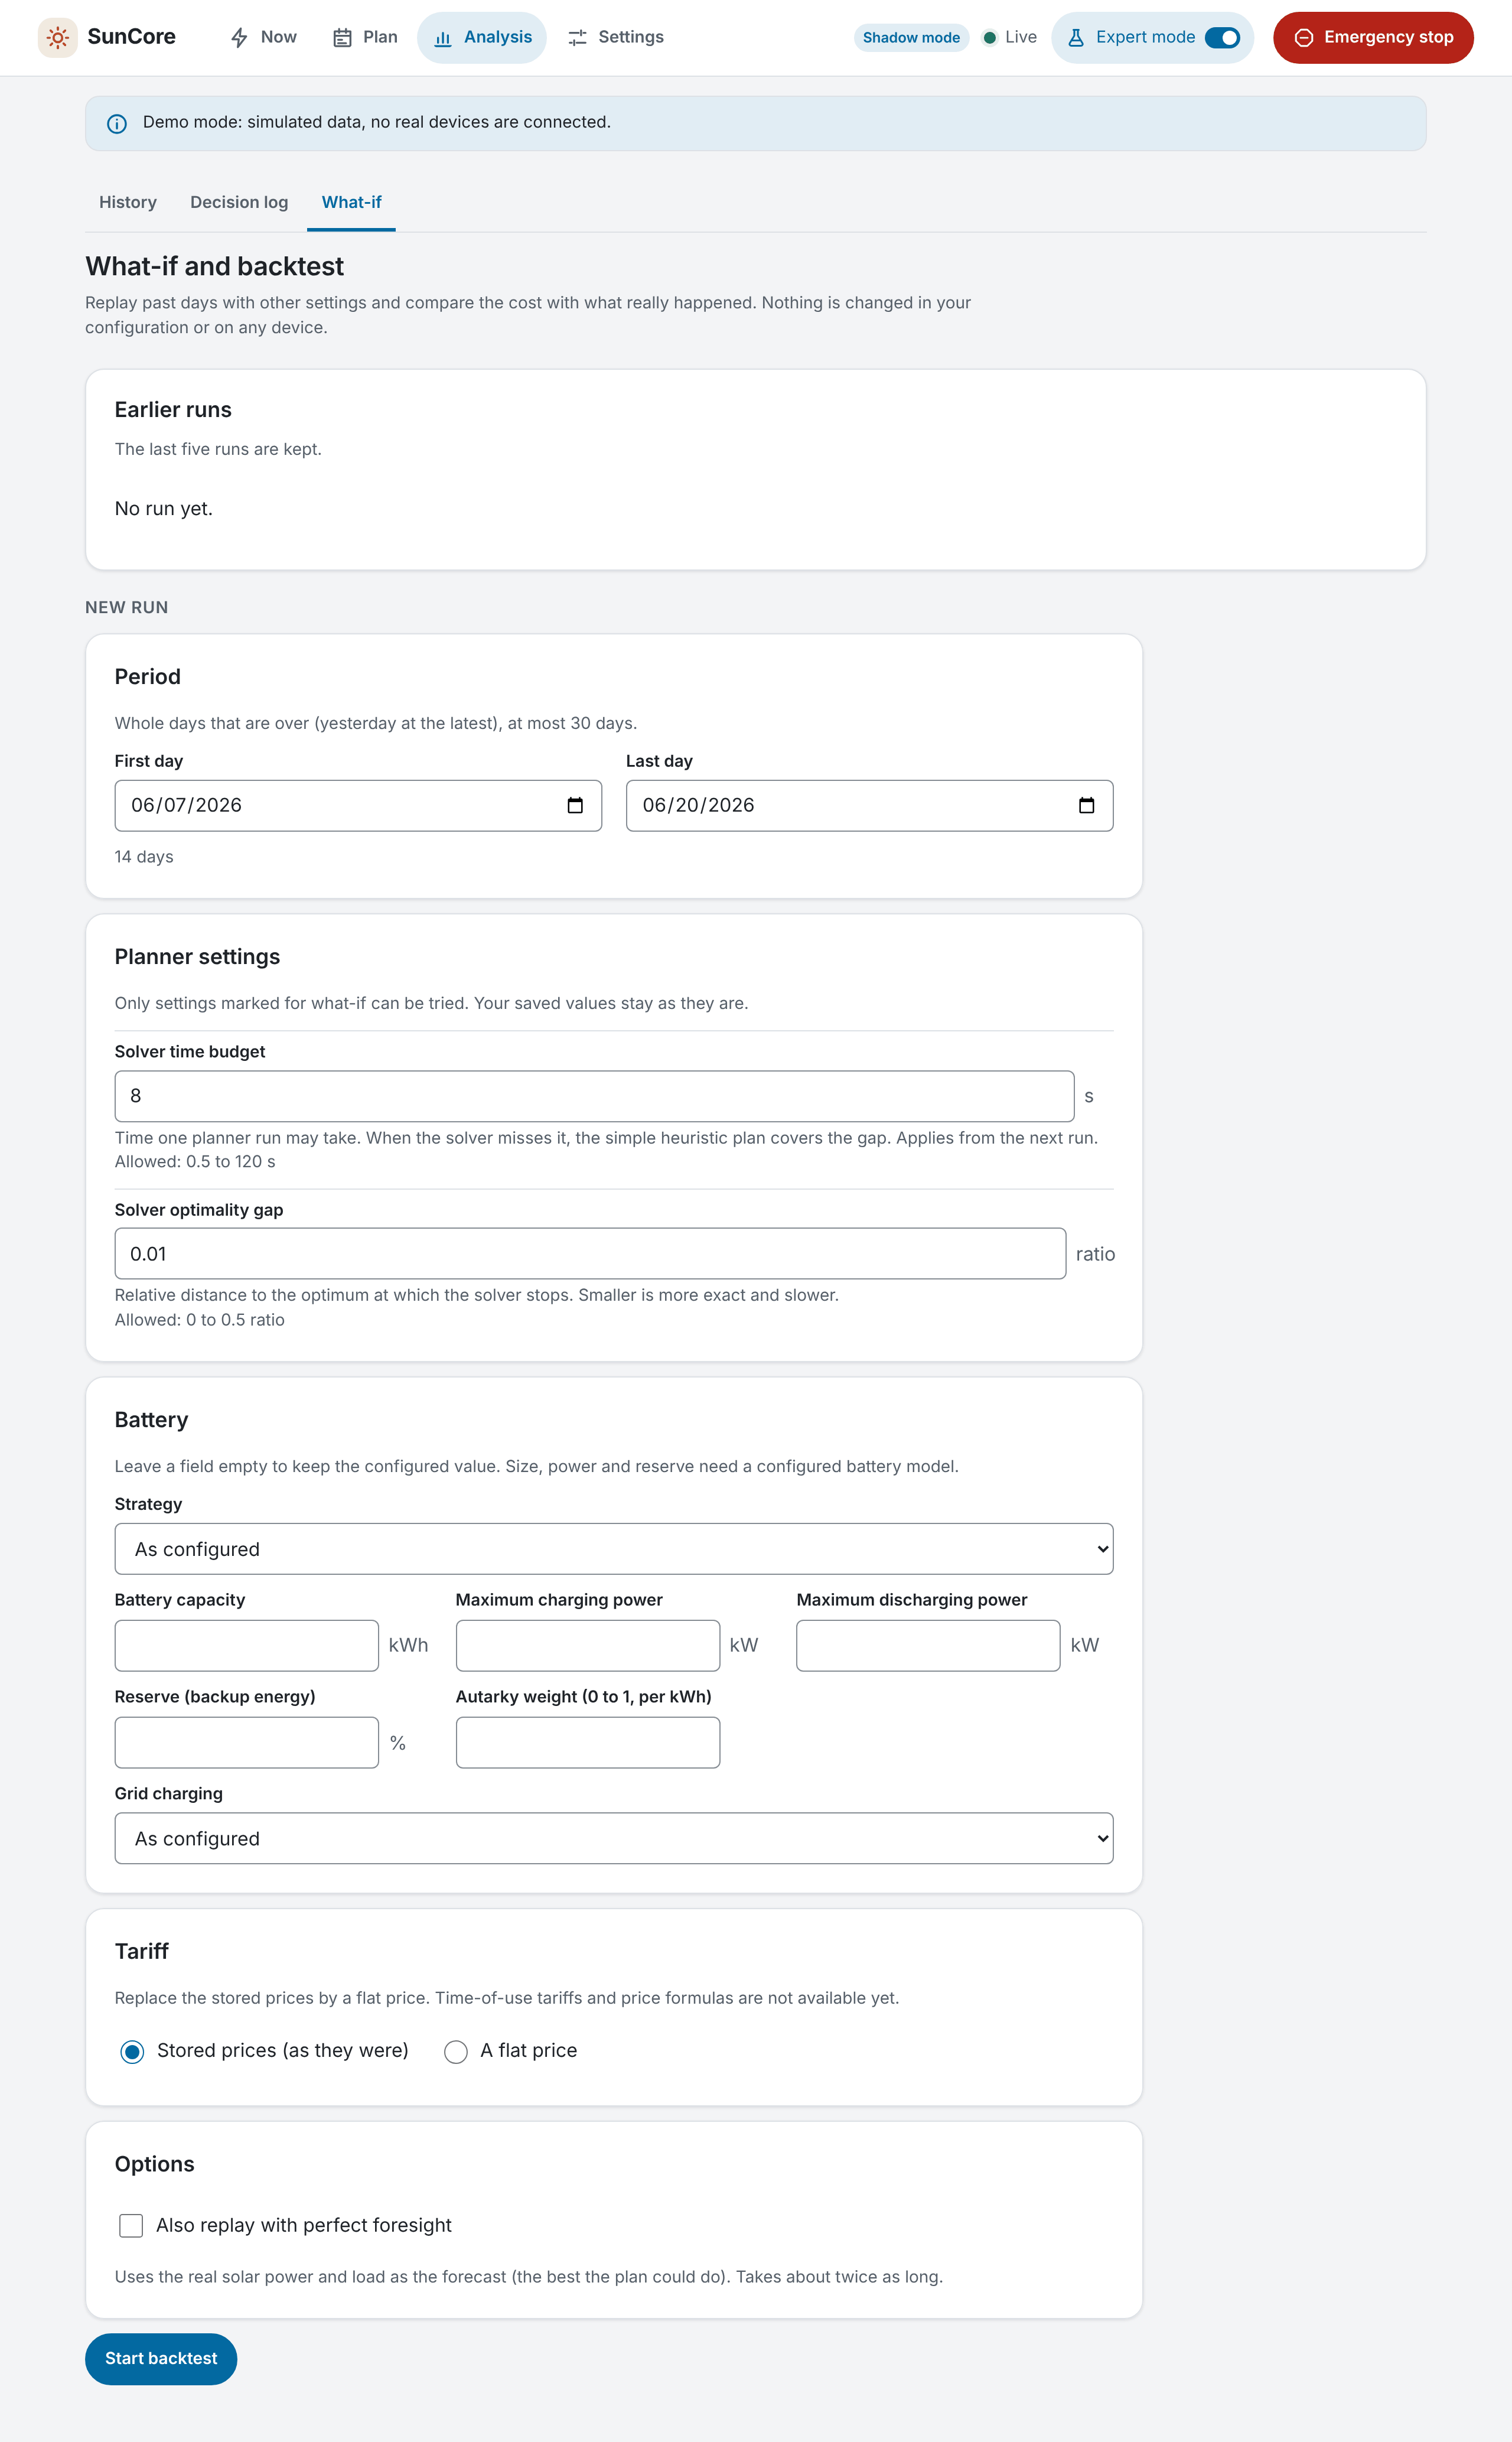 SunCore
Now
Plan
Analysis
Settings
Shadow mode
Live
Expert mode
Emergency stop
Demo mode: simulated data, no real devices are connected.
History
Decision log
What-if
What-if and backtest
Replay past days with other settings and compare the cost with what really happened. Nothing is changed in your
configuration or on any device.
Earlier runs
The last five runs are kept.
No run yet.
NEW RUN
Period
Whole days that are over (yesterday at the latest), at most 30 days.
First day
Last day
06/07/2026
06/20/2026
14 days
Planner settings
Only settings marked for what-if can be tried. Your saved values stay as they are.
Solver time budget
8
s
Time one planner run may take. When the solver misses it, the simple heuristic plan covers the gap. Applies from the next run.
Allowed: 0.5 to 120 s
Solver optimality gap
0.01
ratio
Relative distance to the optimum at which the solver stops. Smaller is more exact and slower.
Allowed: 0 to 0.5 ratio
Battery
Leave a field empty to keep the configured value. Size, power and reserve need a configured battery model.
Strategy
As configured
Battery capacity
Maximum charging power
Maximum discharging power
kWh
kW
kW
Reserve (backup energy)
Autarky weight (0 to 1, per kWh)
%
Grid charging
As configured
Tariff
Replace the stored prices by a flat price. Time-of-use tariffs and price formulas are not available yet.
Stored prices (as they were)
A flat price
Options
Also replay with perfect foresight
Uses the real solar power and load as the forecast (the best the plan could do). Takes about twice as long.
Start backtest